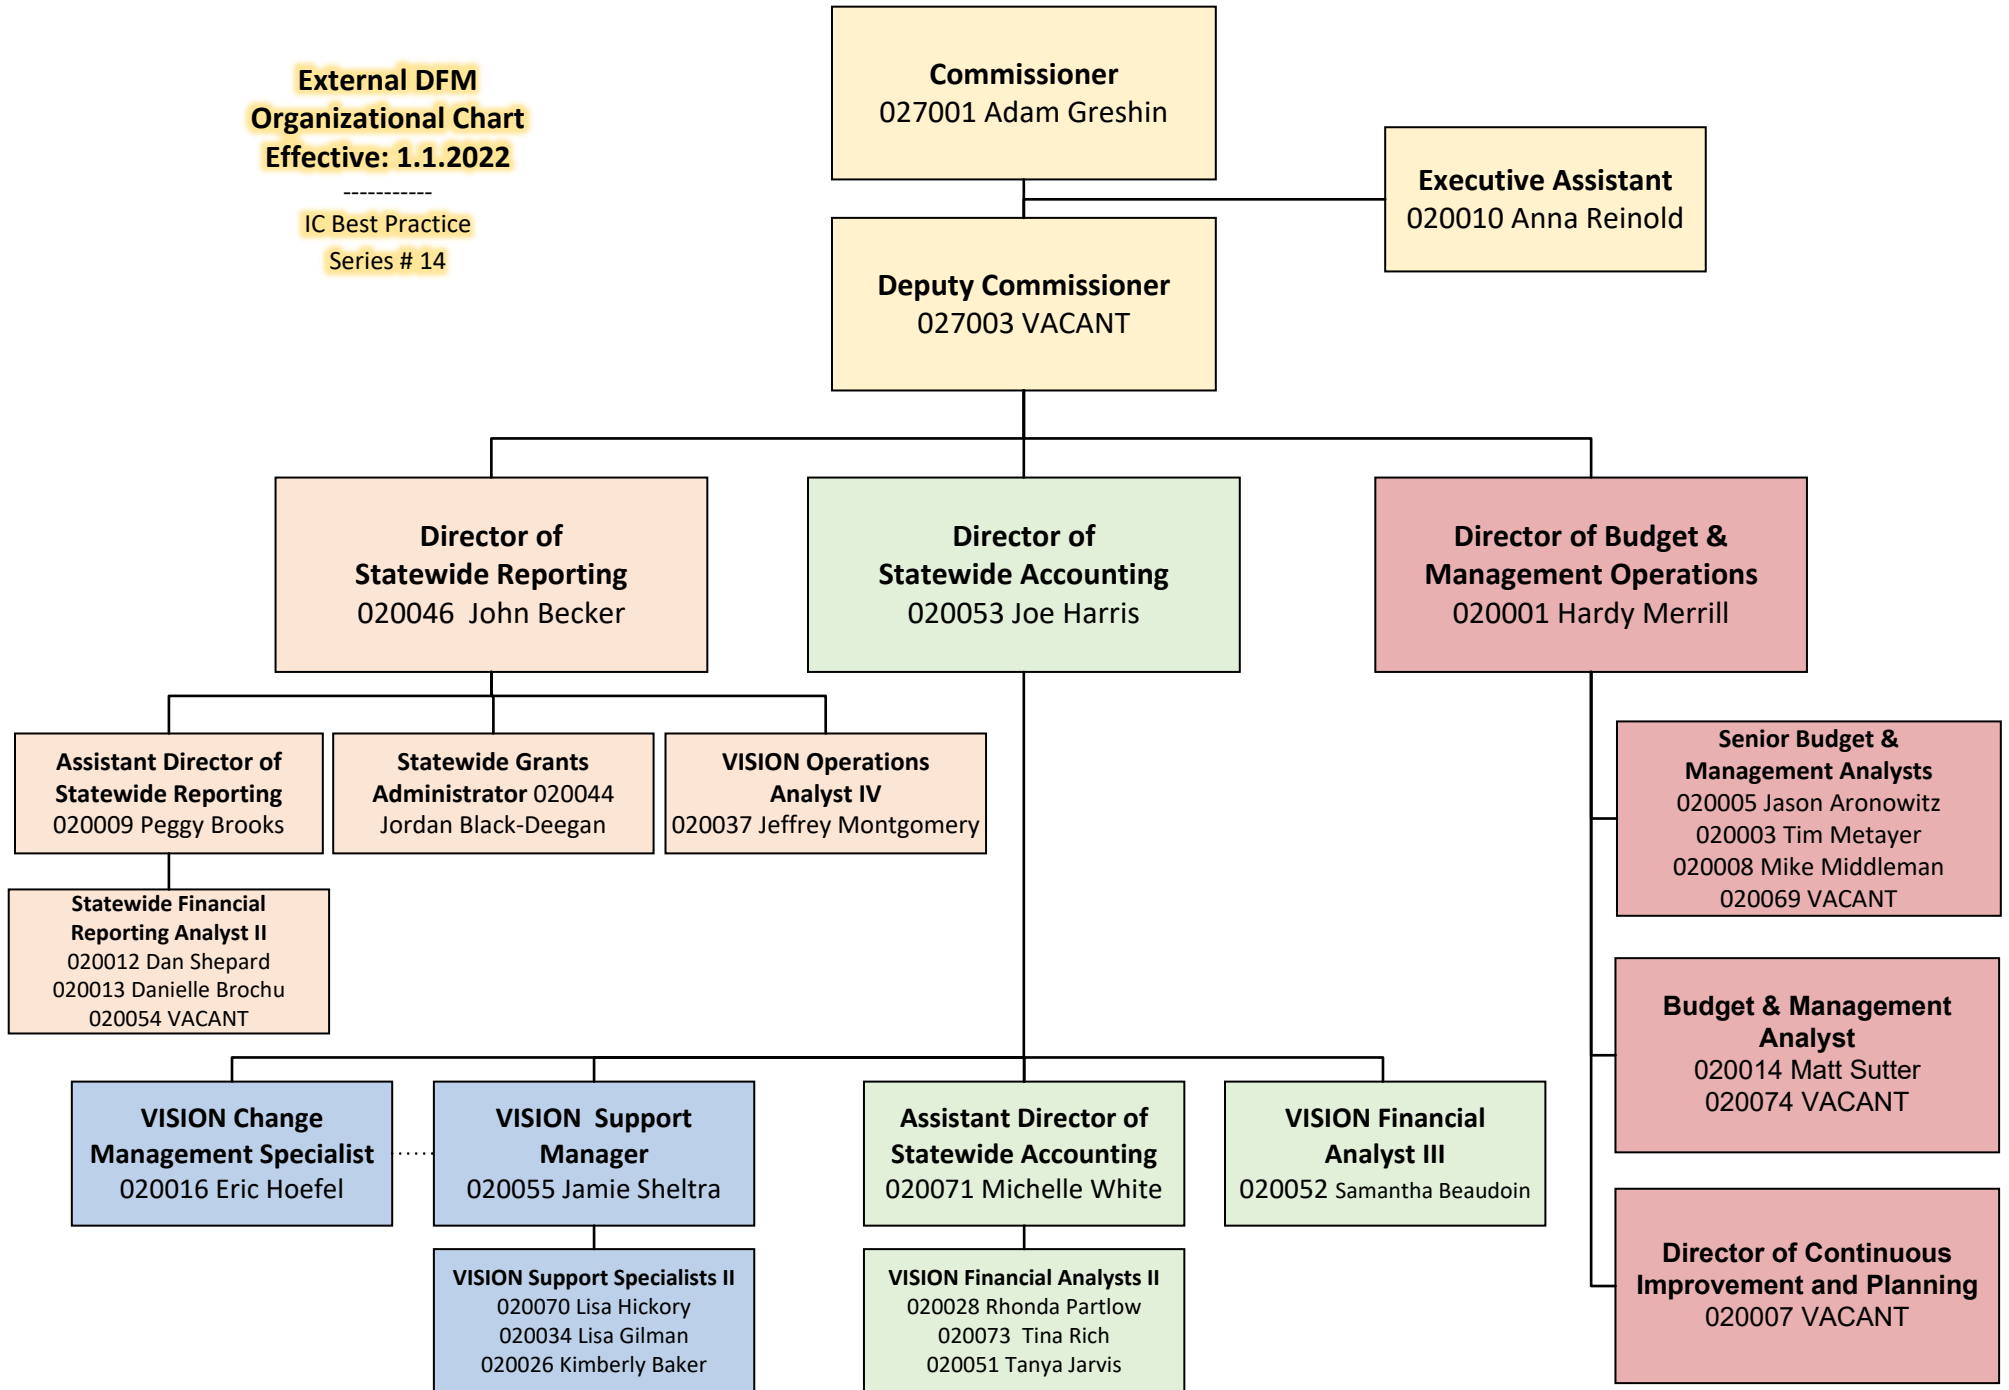 External DFM
Organizational Chart
Effective: 1.1.2022
-----------
IC Best Practice
Series # 14
Commissioner
027001 Adam Greshin
Executive Assistant
020010 Anna Reinold
Deputy Commissioner
027003 VACANT
Director of
Statewide Reporting
020046  John Becker
Director of
Statewide Accounting
020053 Joe Harris
Director of Budget &
Management Operations
020001 Hardy Merrill
Assistant Director of
Statewide Reporting
020009 Peggy Brooks
Statewide Grants
Administrator 020044
Jordan Black-Deegan
VISION Operations
Analyst IV
020037 Jeffrey Montgomery
Senior Budget &
Management Analysts
020005 Jason Aronowitz
020003 Tim Metayer
020008 Mike Middleman
020069 VACANT
Statewide Financial
Reporting Analyst II
020012 Dan Shepard
020013 Danielle Brochu
020054 VACANT
Budget & Management
Analyst
020014 Matt Sutter
020074 VACANT
VISION Change
Management Specialist
020016 Eric Hoefel
VISION  Support
Manager
020055 Jamie Sheltra
Assistant Director of
Statewide Accounting
020071 Michelle White
VISION Financial
Analyst III
020052 Samantha Beaudoin
Director of Continuous
Improvement and Planning
020007 VACANT
VISION Support Specialists II
020070 Lisa Hickory
020034 Lisa Gilman
020026 Kimberly Baker
VISION Financial Analysts II
020028 Rhonda Partlow
020073  Tina Rich
020051 Tanya Jarvis